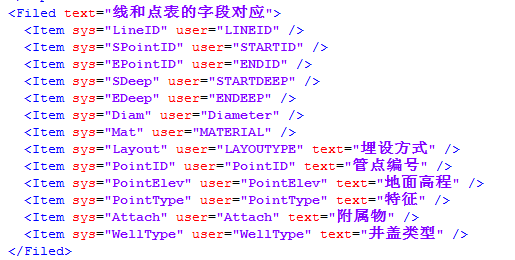 <Filed text="线和点表的字段对应">
<Item sys="LineID" user="LINEID" />
<Item sys="SPointID" user="STARTID" />
<Item sys="EPointID" user="ENDID" />
<Item sys="SDeep" user="STARTDEEP" />
<Item sys="EDeep" user="ENDEEP" />
<Item sys="Diam" user="Diameter" />
<Item sys="Mat" user="MATERIAL" />
<Item sys="Layout" user="LAYOUTYPE" text="埋设方式" />
<Item sys="PointID" user="PointID" text="管点编号" />
<Item sys="PointElev" user="PointElev" text="地面高程" />
<Item sys="PointType" user="PointType" text="特征" />
<Item sys="Attach" user="Attach" text="附属物" />
<Item sys="WellType" user="WellType" text="井盖类型" />
</Filed>